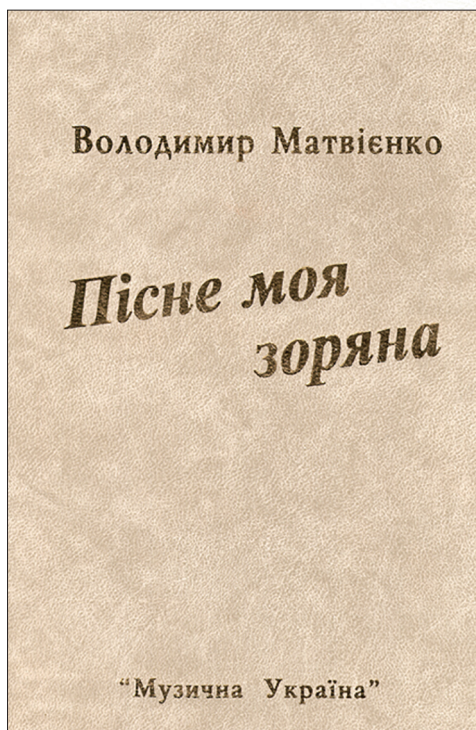 Володимир Матвієнко
Пісне моя
зоряна
“Музична Україна”